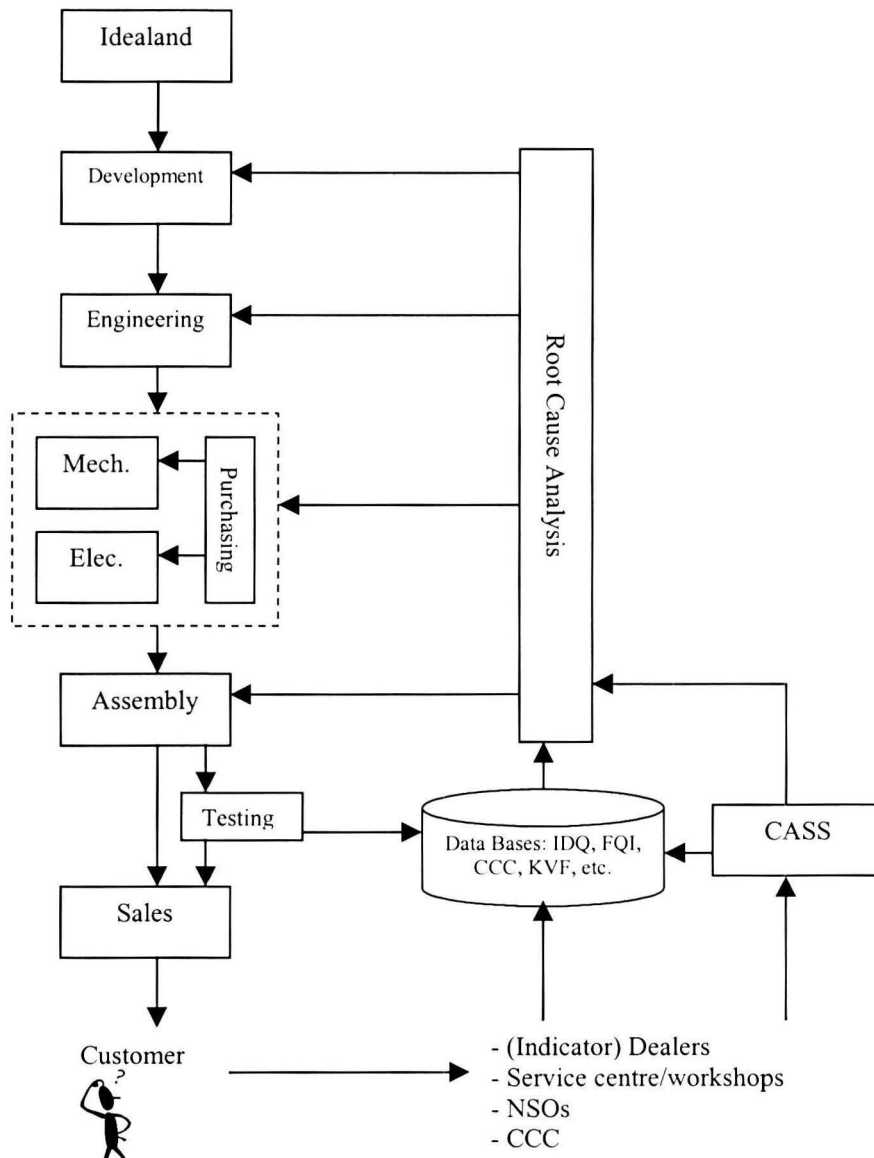 Idealand
Development
Engineering
Mech.
Purchasing
Elec.
Root Cause Analysis
Assembly
Testing
Data Bases: IDQ, FQI,
CCC, KVF, etc.
CASS
Sales
Customer
?
- (Indicator) Dealers
- Service centre/workshops
- NSOs
- CCC